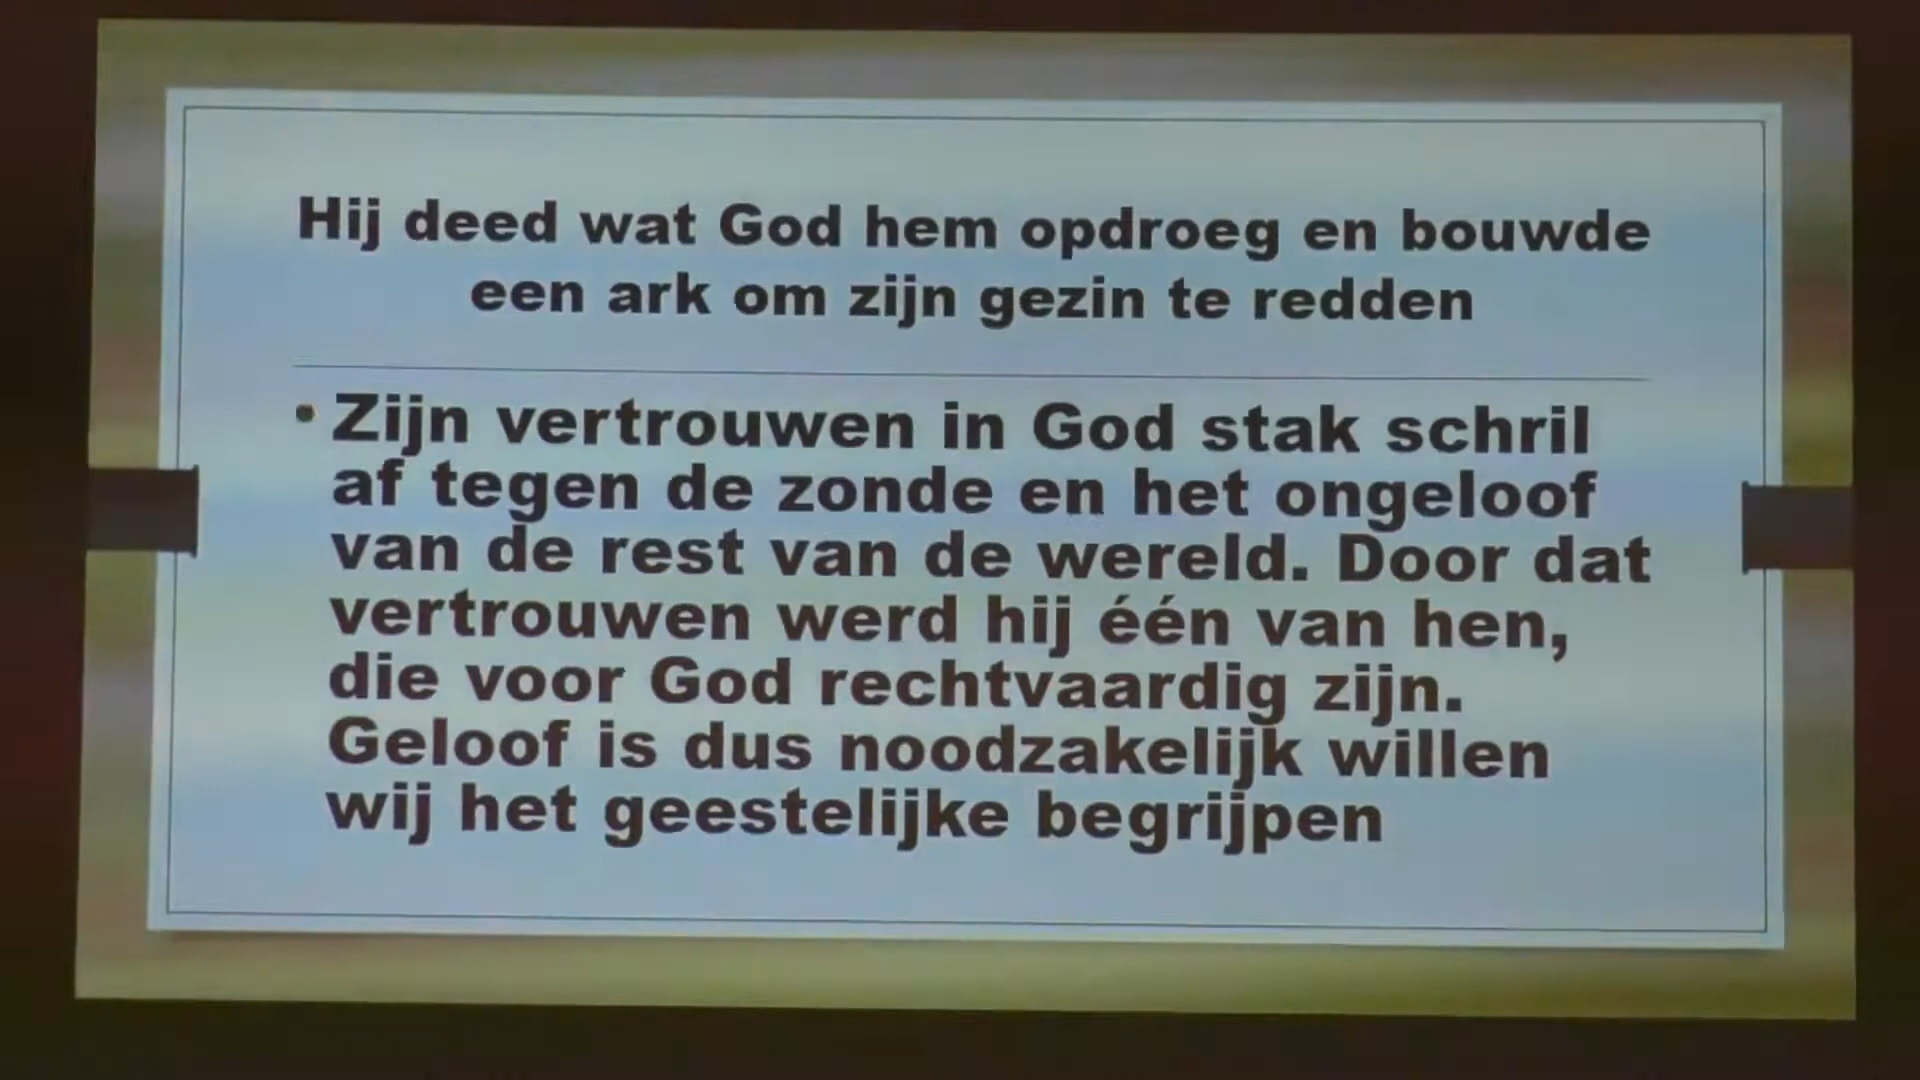 Hij deed wat God hem opdroeg en bouwde
een ark om zijn gezin te redden
• Zijn vertrouwen in God stak schril
af tegen de zonde en het ongeloof
van de rest van de wereld. Door dat
vertrouwen werd hij één van hen,
die voor God rechtvaardig zijn.
Geloof is dus noodzakelijk willen
wij het geestelijke begrijpen